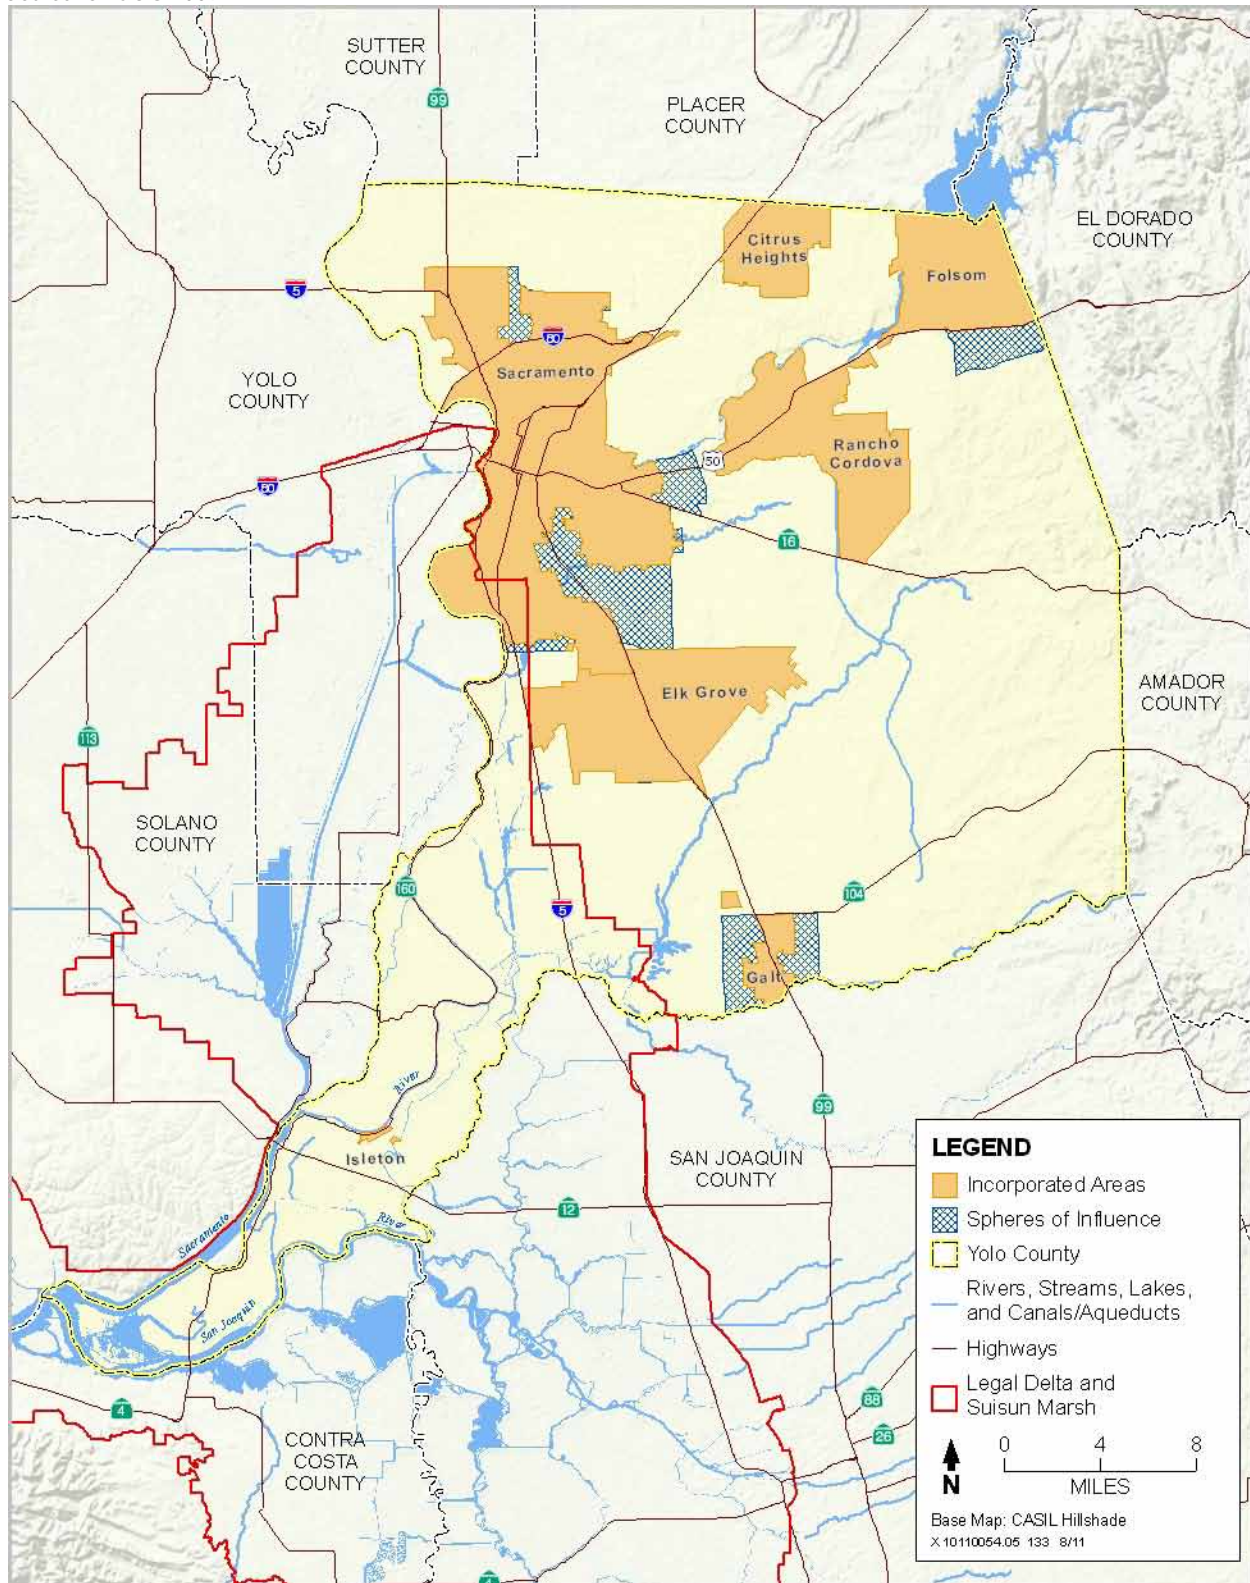 SUTTER
COUNTY
99
PLACER
COUNTY
EL DORADO
COUNTY
Citrus
Heights
Folsom
5
80
Sacramento
YOLO
COUNTY
Rancho
Cordova
50
80
16
AMADOR
COUNTY
Elk Grove
113
SOLANO
COUNTY
160
104
5
Galt
River
99
Isleton
SAN JOAQUIN
COUNTY
12
Sacramento
River
San Joaquin
4
88
26
CONTRA
COSTA
COUNTY
4
LEGEND
Incorporated Areas
Spheres of Influence
Yolo County
Rivers, Streams, Lakes,
and Canals/Aqueducts
Highways
Legal Delta and
Suisun Marsh
0 4 8
N
MILES
Base Map: CASIL Hillshade
X 10110054.05 133 8/11